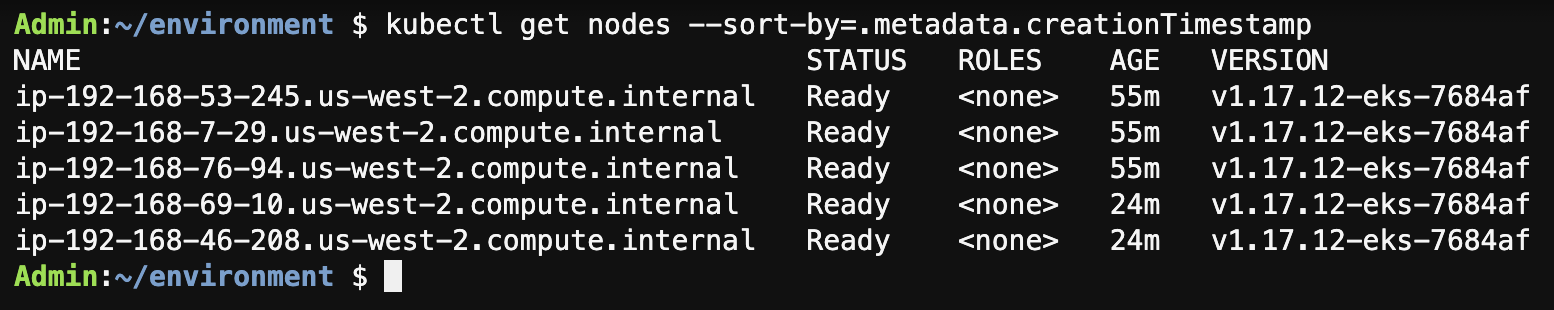 Admin:~/environment $ kubectl get nodes --sort-by=.metadata.creationTimestamp
NAME STATUS ROLES AGE VERSION
ip-192-168-53-245.us-west-2.compute.internal Ready <none> 55m v1.17.12-eks-7684af
ip-192-168-7-29.us-west-2.compute.internal Ready <none> 55m v1.17.12-eks-7684af
ip-192-168-76-94.us-west-2.compute.internal Ready <none> 55m v1.17.12-eks-7684af
ip-192-168-69-10.us-west-2.compute.internal Ready <none> 24m v1.17.12-eks-7684af
ip-192-168-46-208.us-west-2.compute.internal Ready <none> 24m v1.17.12-eks-7684af
Admin:~/environment $